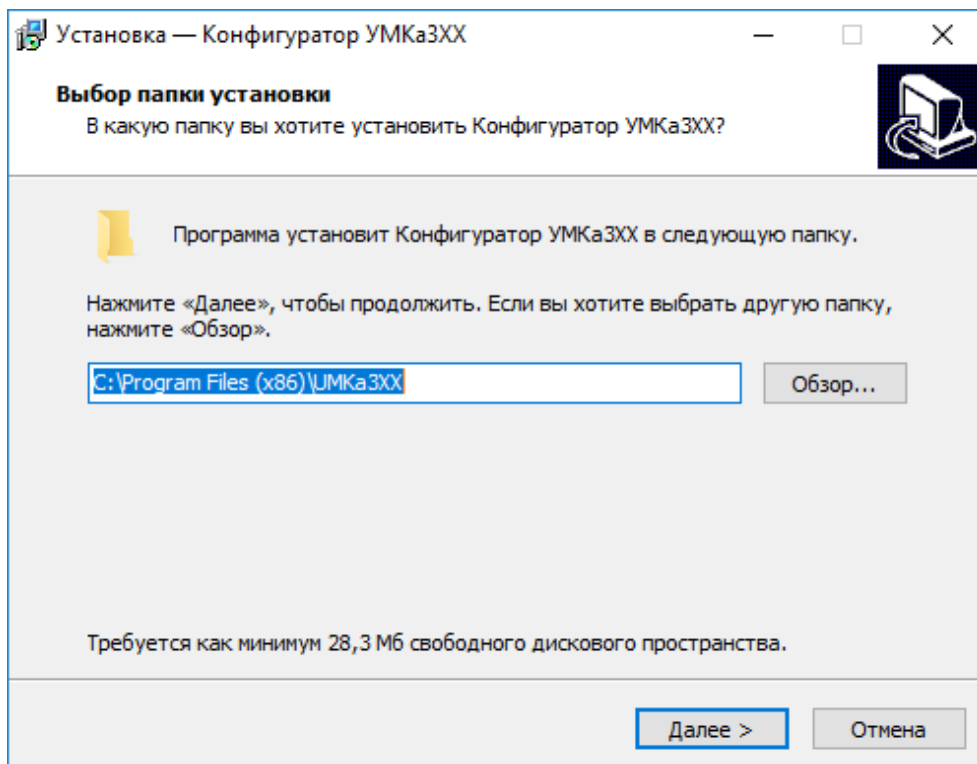 Установка — Конфигуратор УМКа3XX
Выбор папки установки
В какую папку вы хотите установить Конфигуратор УМКа3XX?
Программа установит Конфигуратор УМКа3XX в следующую папку.
Нажмите «Далее», чтобы продолжить. Если вы хотите выбрать другую папку,
нажмите «Обзор».
C:\Program Files (x86)\UMKa3XX
Обзор...
Требуется как минимум 28,3 Мб свободного дискового пространства.
Далее >
Отмена